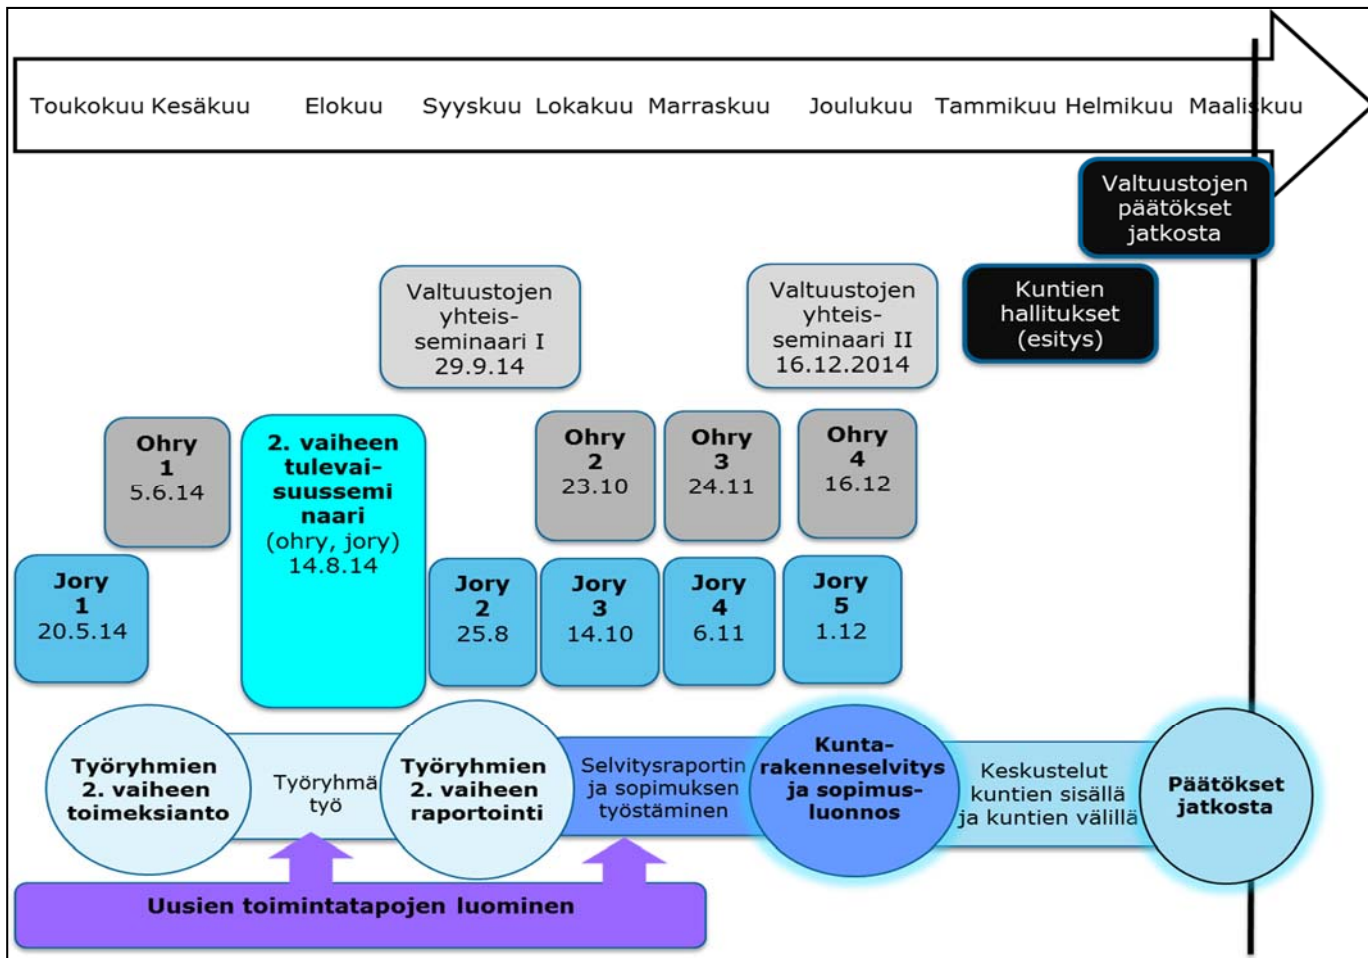 Toukokuu Kesäkuu Elokuu Syyskuu Lokakuu Marraskuu Joulukuu Tammikuu Helmikuu Maaliskuu
Valtuustojen
päätökset
jatkosta
Valtuustojen
yhteis-
seminaari I
29.9.14
Valtuustojen
yhteis-
seminaari II
16.12.2014
Kuntien
hallitukset
(esitys)
Ohry
1
5.6.14
2. vaiheen
tulevai-
suussemi
naari
(ohry, jory)
14.8.14
Ohry
2
23.10
Ohry
3
24.11
Ohry
4
16.12
Jory
1
20.5.14
Jory
2
25.8
Jory
3
14.10
Jory
4
6.11
Jory
5
1.12
Työryhmien
2. vaiheen
toimeksianto
Työryhmä
työ
Työryhmien
2. vaiheen
raportointi
Selvitysraportin
ja sopimuksen
työstäminen
Kunta-
rakenneselvitys
ja sopimus-
luonnos
Keskustelut
kuntien sisällä
ja kuntien välillä
Päätökset
jatkosta
Uusien toimintatapojen luominen